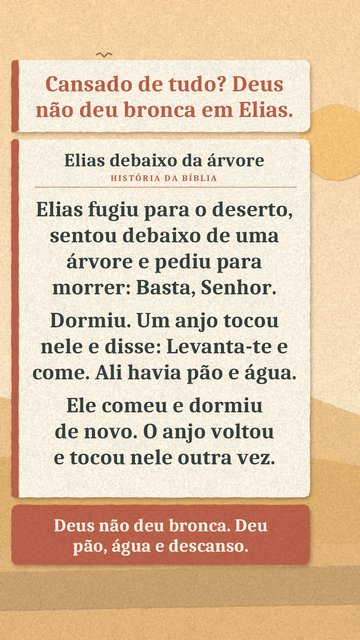 Cansado de tudo? Deus
não deu bronca em Elias.
Elias debaixo da árvore
HISTÓRIA DA BÍBLIA
Elias fugiu para o deserto,
sentou debaixo de uma
árvore e pediu para
morrer: Basta, Senhor.
Dormiu. Um anjo tocou
nele e disse: Levanta-te e
come. Ali havia pão e água.
Ele comeu e dormiu
de novo. O anjo voltou
e tocou nele outra vez.
Deus não deu bronca. Deu
pão, água e descanso.